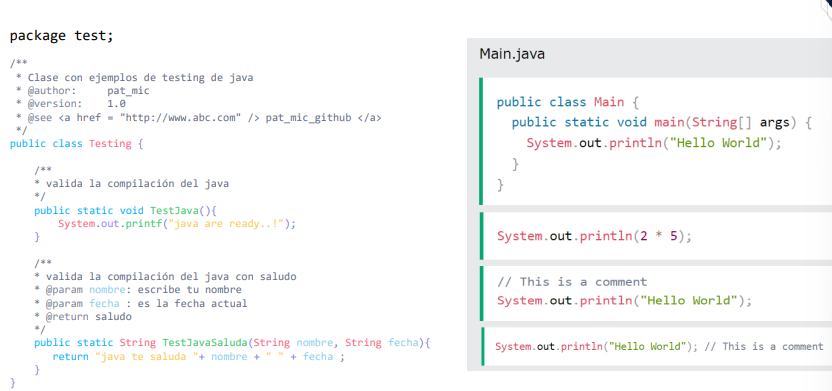 package test;
/**
 * Clase con ejemplos de testing de java
 * @author:     pat_mic
 * @version:    1.0
 * @see <a href = "http://www.abc.com" /> pat_mic_github </a>
 */
public class Testing {
    /**
    * valida la compilación del java
    */
    public static void TestJava(){
        System.out.printf("java are ready..!");
    }
    /**
    * valida la compilación del java con saludo
    * @param nombre: escribe tu nombre
    * @param fecha : es la fecha actual
    * @return saludo
    */
    public static String TestJavaSaluda(String nombre, String fecha){
       return "java te saluda "+ nombre + " " + fecha ;
    }
}
Main.java
public class Main {
  public static void main(String[] args) {
    System.out.println("Hello World");
  }
}
System.out.println(2 * 5);
// This is a comment
System.out.println("Hello World");
System.out.println("Hello World"); // This is a comment